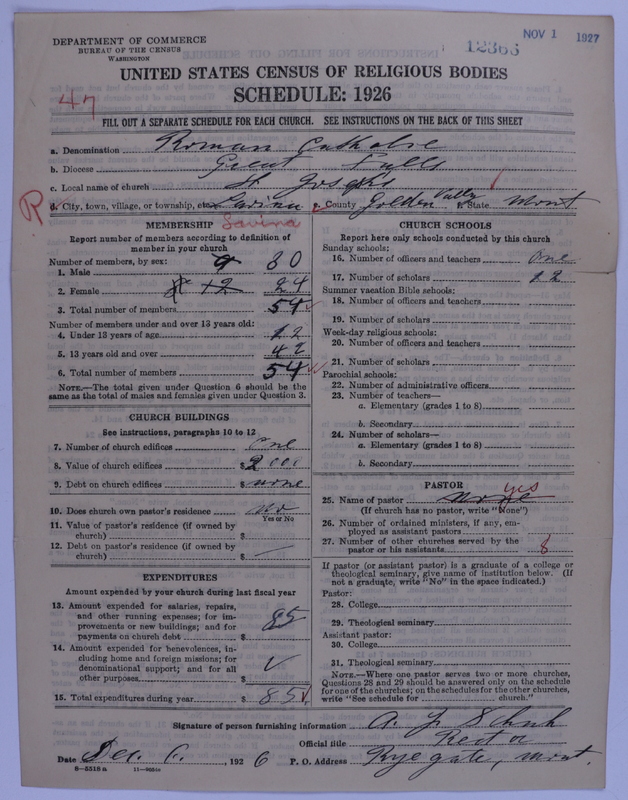 NOV 1 1927
12366
DEPARTMENT OF COMMERCE
BUREAU OF THE CENSUS
WASHINGTON
UNITED STATES CENSUS OF RELIGIOUS BODIES
SCHEDULE: 1926
47
FILL OUT A SEPARATE SCHEDULE FOR EACH CHURCH. SEE INSTRUCTIONS ON THE BACK OF THIS SHEET
a. Denomination Roman Catholic
b. Diocese Great Falls
c. Local name of church St Joseph's
R d. City, town, village, or township, etc. Lavina e. County Golden Valley f. State Mont
Lavina
MEMBERSHIP
Report number of members according to definition of member in your church
Number of members, by sex:
1. Male 30
2. Female 24
3. Total number of members 54
Number of members under and over 13 years old:
4. Under 13 years of age 12
5. 13 years old and over 42
6. Total number of members 54
NOTE.—The total given under Question 6 should be the same as the total of males and females given under Question 3.
CHURCH BUILDINGS
See instructions, paragraphs 10 to 12
7. Number of church edifices one
8. Value of church edifices $2000
9. Debt on church edifices $none
10. Does church own pastor's residence? no
Yes or No
11. Value of pastor's residence (if owned by church) $
12. Debt on pastor's residence (if owned by church) $ —
EXPENDITURES
Amount expended by your church during last fiscal year
13. Amount expended for salaries, repairs, and other running expenses; for improvements or new buildings; and for payments on church debt $ 85
14. Amount expended for benevolences, including home and foreign missions; for denominational support; and for all other purposes $
15. Total expenditures during year $ 85
CHURCH SCHOOLS
Report here only schools conducted by this church
Sunday schools:
16. Number of officers and teachers one
17. Number of scholars 12
Summer vacation Bible schools:
18. Number of officers and teachers
19. Number of scholars
Week-day religious schools:
20. Number of officers and teachers
21. Number of scholars
Parochial schools:
22. Number of administrative officers
23. Number of teachers—
a. Elementary (grades 1 to 8)
b. Secondary
24. Number of scholars—
a. Elementary (grades 1 to 8)
b. Secondary
PASTOR
25. Name of pastor none yes
(If church has no pastor, write "None")
26. Number of ordained ministers, if any, employed as assistant pastors
27. Number of other churches served by the pastor or his assistants 8
If pastor (or assistant pastor) is a graduate of a college or theological seminary, give name of institution below. (If not a graduate, write "No" in the space indicated.)
Pastor:
28. College
29. Theological seminary
Assistant pastor:
30. College
31. Theological seminary
NOTE.—Where one pastor serves two or more churches, Questions 28 and 29 should be answered only on the schedule for one of the churches; on the schedules for the other churches, write "See schedule for church."
Signature of person furnishing information A. J.
Official title Rector
Date Dec. 6, 1926 P. O. Address Ryegate, Mont.
8-5518a 11-9050a